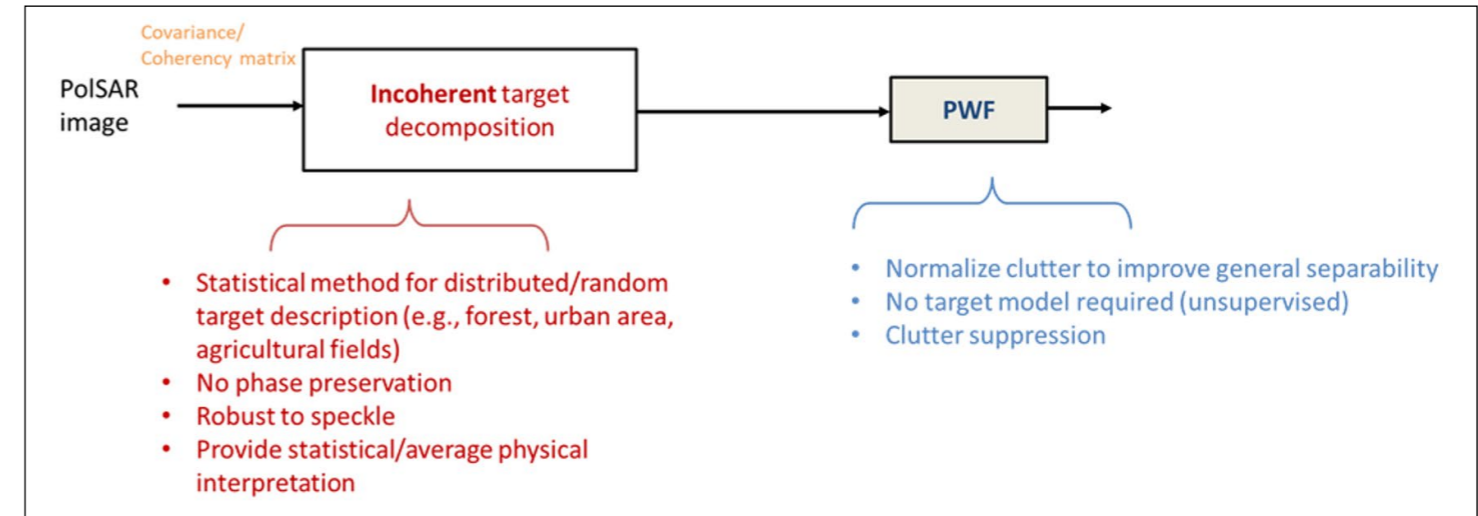 Covariance/
Coherency matrix
PolSAR
image
Incoherent target
decomposition
PWF
• Statistical method for distributed/random
target description (e.g., forest, urban area,
agricultural fields)
• No phase preservation
• Robust to speckle
• Provide statistical/average physical
interpretation
• Normalize clutter to improve general separability
• No target model required (unsupervised)
• Clutter suppression